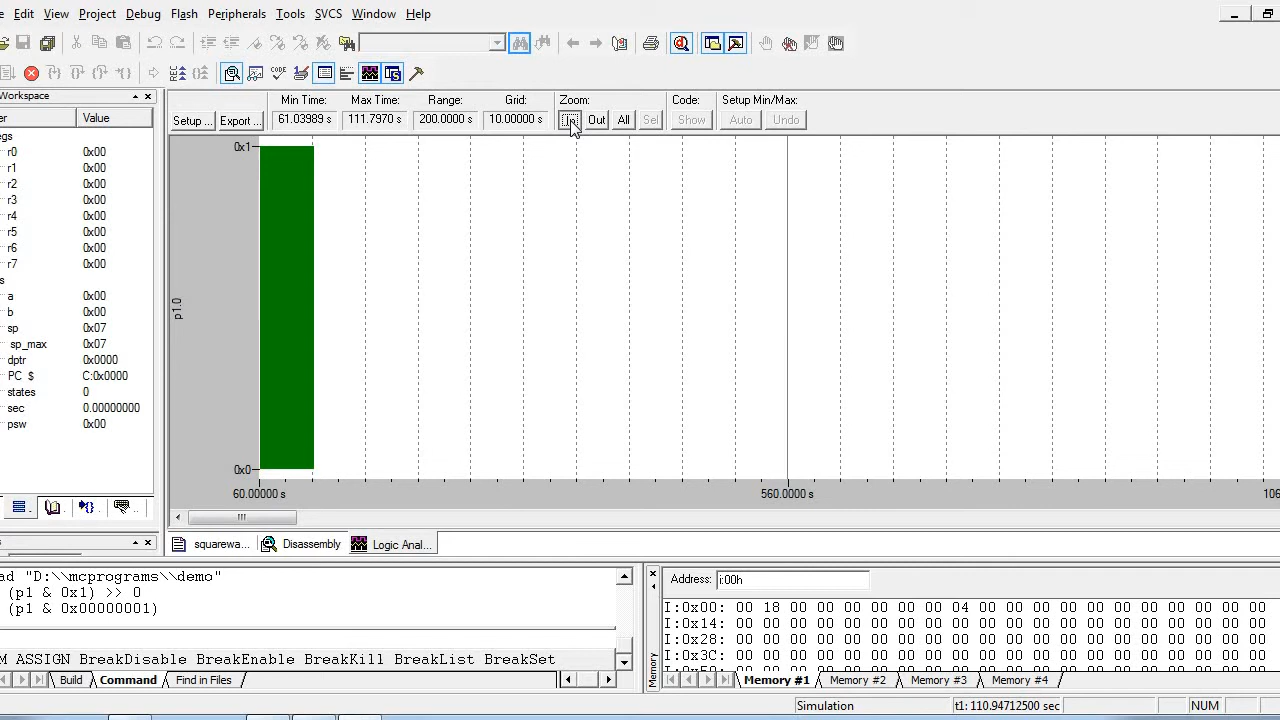 Edit View Project Debug Flash Peripherals Tools SVCS Window Help
Workspace
er Value
egs
r0 0x00
r1 0x00
r2 0x00
r3 0x00
r4 0x00
r5 0x00
r6 0x00
r7 0x00
s
a 0x00
b 0x00
sp 0x07
sp_max 0x07
dptr 0x0000
PC $ C:0x0000
states 0
sec 0.00000000
psw 0x00
Min Time: Max Time: Range: Grid: Zoom: Code: Setup Min/Max:
Setup ... Export ... 61.03989 s 111.7970 s 200.0000 s 10.00000 s Out All Sel Show Auto Undo
0x1
p1.0
0x0
60.00000 s 560.0000 s 106
squarewa... Disassembly Logic Anal...
ad "D:\\mcprograms\\demo"
(p1 & 0x1) >> 0
(p1 & 0x00000001)
M ASSIGN BreakDisable BreakEnable BreakKill BreakList BreakSet
Build Command Find in Files
Address: i:00h
I:0x00: 00 18 00 00 00 00 00 00 04 00 00 00 00 00 00 00 00 00 00 00
I:0x14: 00 00 00 00 00 00 00 00 00 00 00 00 00 00 00 00 00 00 00 00
I:0x28: 00 00 00 00 00 00 00 00 00 00 00 00 00 00 00 00 00 00 00 00
I:0x3C: 00 00 00 00 00 00 00 00 00 00 00 00 00 00 00 00 00 00 00 00
Memory
Memory #1 Memory #2 Memory #3 Memory #4
Simulation t1: 110.94712500 sec NUM